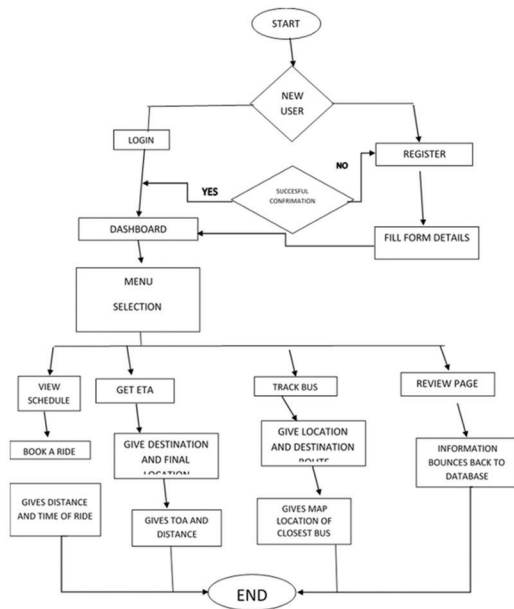 START
NEW
USER
LOGIN
REGISTER
NO
YES
SUCCESFUL
CONFRIMATION
DASHBOARD
FILL FORM DETAILS
MENU
SELECTION
VIEW
SCHEDULE
GET ETA
TRACK BUS
REVIEW PAGE
BOOK A RIDE
GIVE DESTINATION
AND FINAL
LOCATION
GIVE LOCATION
AND DESTINATION
ROUTE
INFORMATION
BOUNCES BACK TO
DATABASE
GIVES DISTANCE
AND TIME OF RIDE
GIVES TOA AND
DISTANCE
GIVES MAP
LOCATION OF
CLOSEST BUS
END